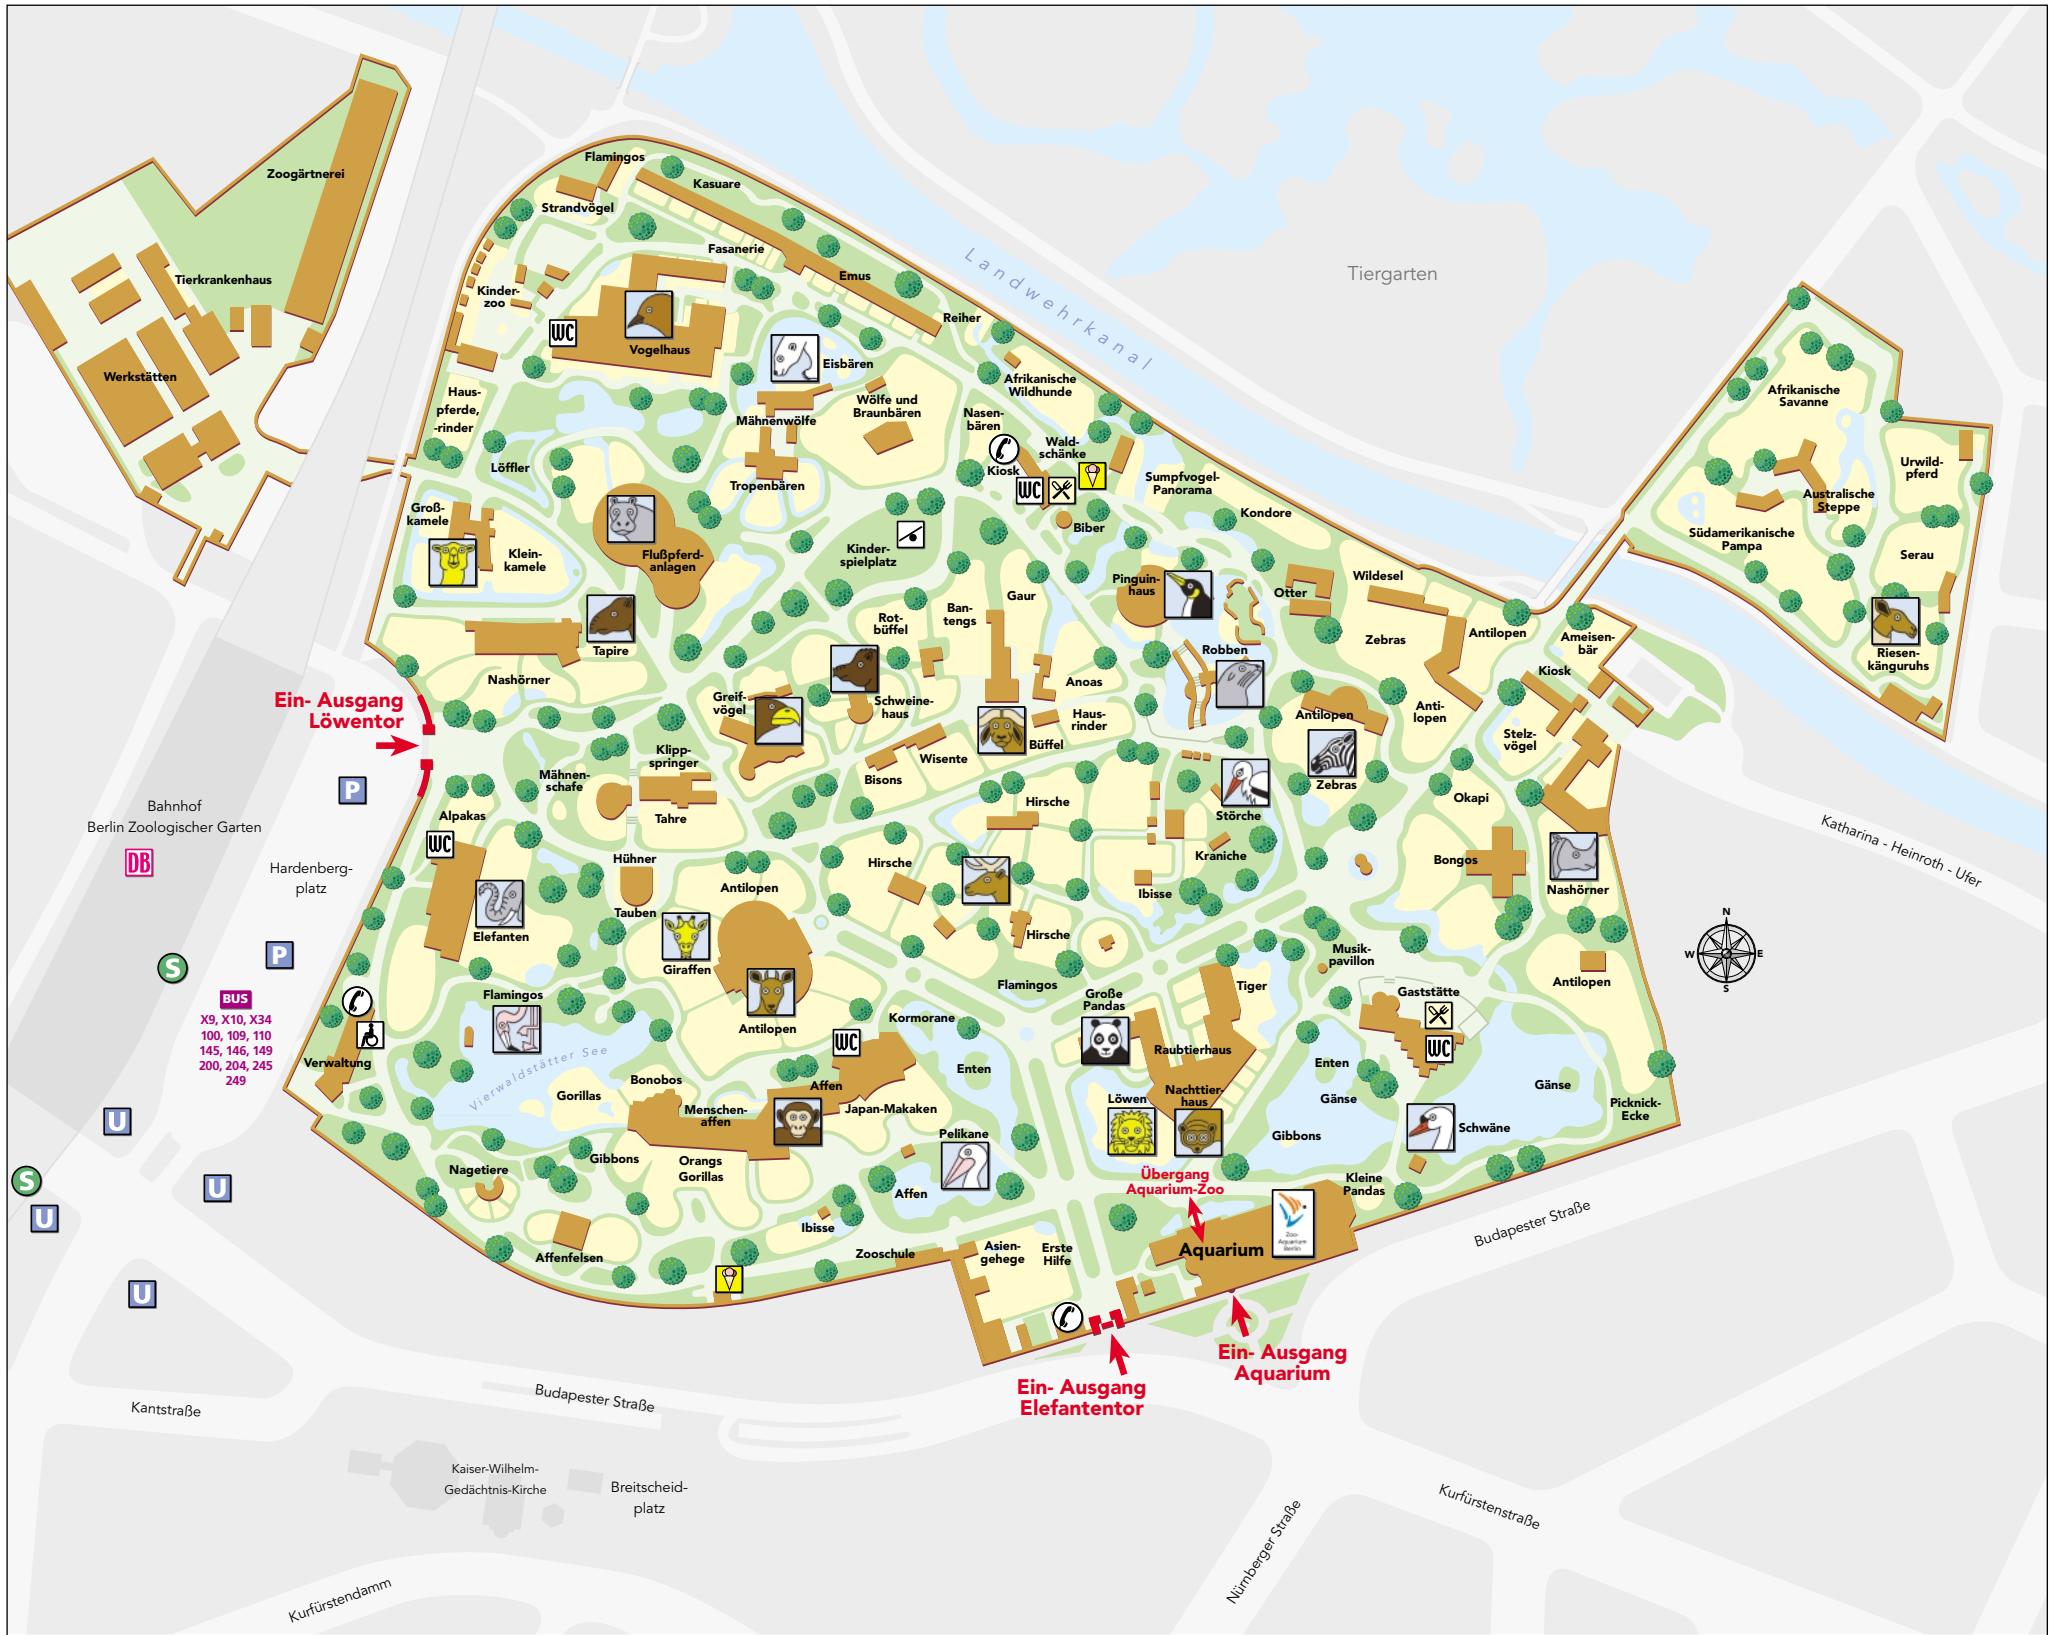 Zoogärtnerei
Tierkrankenhaus
Werkstätten
Flamingos
Kasuare
Strandvögel
Fasanerie
Emus
Kinder-
zoo
WC
Vogelhaus
Reiher
Landwehrkanal
Tiergarten
Eisbären
Afrikanische
Wildhunde
Haus-
pferde,
-rinder
Mähnenwölfe
Wölfe und
Braunbären
Nasen-
bären
Wald-
schänke
Kiosk
WC
Löffler
Tropenbären
Sumpfvogel-
Panorama
Kondore
Biber
Groß-
kamele
Klein-
kamele
Flußpferd-
anlagen
Kinder-
spielplatz
Afrikanische
Savanne
Urwild-
pferd
Australische
Steppe
Südamerikanische
Pampa
Serau
Riesen-
känguruhs
Pinguin-
haus
Otter
Wildesel
Zebras
Antilopen
Ameisen-
bär
Kiosk
Gaur
Ban-
tengs
Rot-
büffel
Tapire
Nashörner
Robben
Anoas
Schweine-
haus
Greif-
vögel
Haus-
rinder
Büffel
Antilopen
Anti-
lopen
Stelz-
vögel
Ein- Ausgang
Löwentor
P
Klipp-
springer
Wisente
Bisons
Mähnen-
schafe
Zebras
Okapi
Störche
Hirsche
Tahre
Alpakas
WC
Bahnhof
Berlin Zoologischer Garten
DB
Hardenberg-
platz
Hühner
Hirsche
Kraniche
Bongos
Nashörner
Katharina - Heinroth - Ufer
Antilopen
Tauben
Ibisse
Elefanten
Giraffen
Hirsche
N
W
E
S
Musik-
pavillon
P
S
Flamingos
Antilopen
Flamingos
Große
Pandas
Tiger
Gaststätte
WC
Antilopen
BUS
X9, X10, X34
100, 109, 110
145, 146, 149
200, 204, 245
249
Kormorane
WC
Verwaltung
Vierwaldstätter See
Raubtierhaus
Enten
Enten
Gänse
Gänse
Bonobos
Affen
Gorillas
Menschen-
affen
Japan-Makaken
Nachttier-
haus
Löwen
Picknick-
Ecke
U
Pelikane
Gibbons
Schwäne
Nagetiere
Gibbons
Orangs
Gorillas
Übergang
Aquarium-Zoo
Kleine
Pandas
S
U
U
Affen
Ibisse
Affenfelsen
Zooschule
Asien-
gehege
Erste
Hilfe
Aquarium
Zoo-
Aquarium
Berlin
Budapester Straße
U
Ein- Ausgang
Aquarium
Ein- Ausgang
Elefantentor
Budapester Straße
Kantstraße
Kaiser-Wilhelm-
Gedächtnis-Kirche
Breitscheid-
platz
Kurfürstenstraße
Nürnberger Straße
Kurfürstendamm